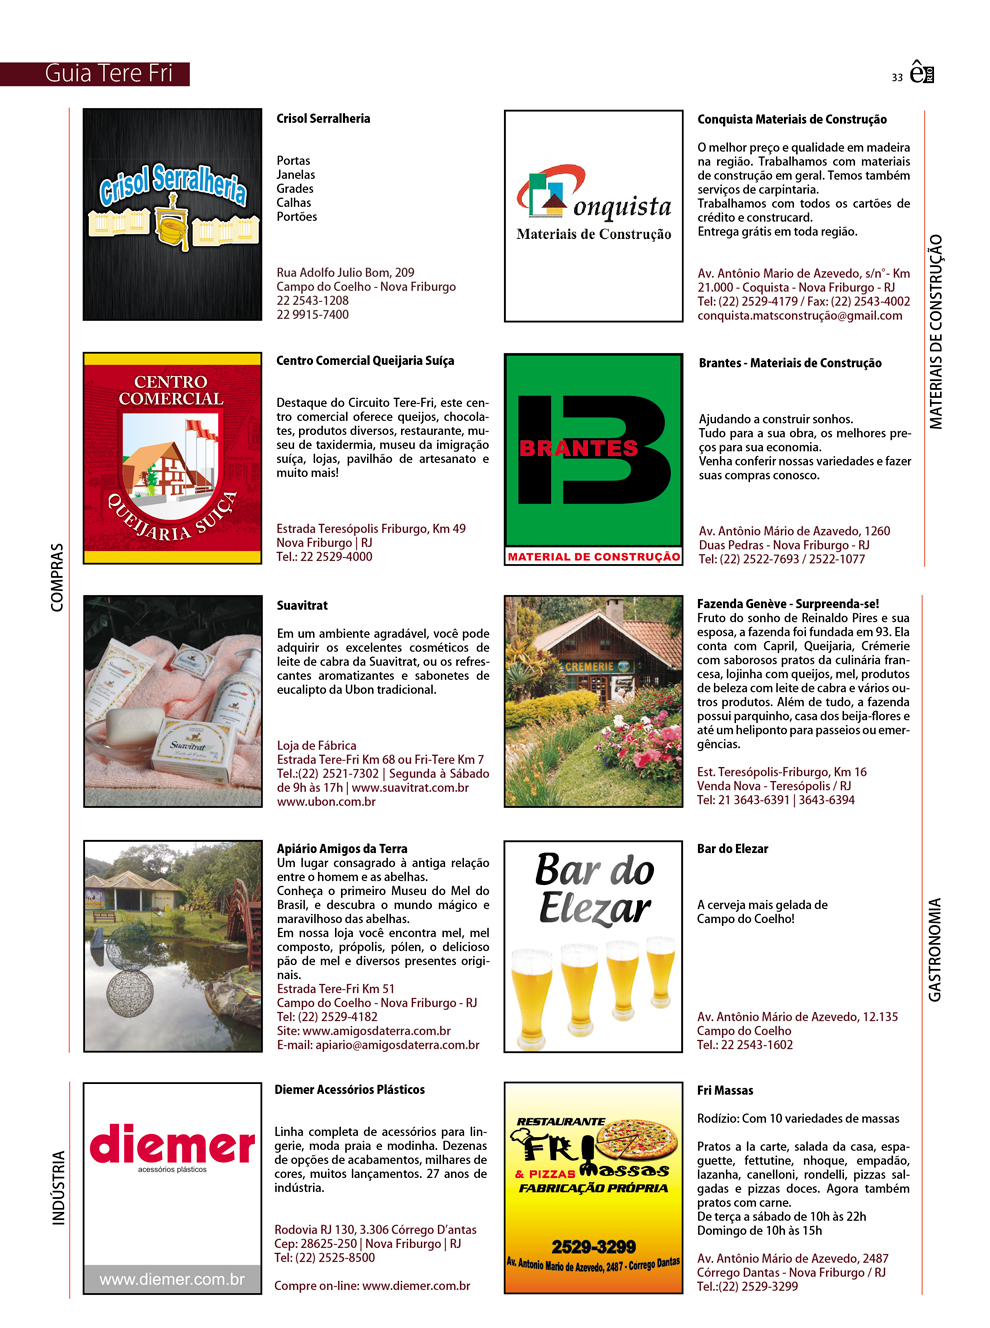 Guia Tere Fri
33 ê RIO
COMPRAS
Crisol Serralheria
Crisol Serralheria
Portas
Janelas
Grades
Calhas
Portões
Rua Adolfo Julio Bom, 209
Campo do Coelho - Nova Friburgo
22 2543-1208
22 9915-7400
CENTRO
COMERCIAL
QUEIJARIA SUIÇA
Centro Comercial Queijaria Suíça
Destaque do Circuito Tere-Fri, este cen-
tro comercial oferece queijos, chocola-
tes, produtos diversos, restaurante, mu-
seu de taxidermia, museu da imigração
suíça, lojas, pavilhão de artesanato e
muito mais!
Estrada Teresópolis Friburgo, Km 49
Nova Friburgo | RJ
Tel.: 22 2529-4000
Suavitrat
Suavitrat
Em um ambiente agradável, você pode
adquirir os excelentes cosméticos de
leite de cabra da Suavitrat, ou os refres-
cantes aromatizantes e sabonetes de
eucalipto da Ubon tradicional.
Loja de Fábrica
Estrada Tere-Fri Km 68 ou Fri-Tere Km 7
Tel.:(22) 2521-7302 | Segunda à Sábado
de 9h às 17h | www.suavitrat.com.br
www.ubon.com.br
Apiário Amigos da Terra
Um lugar consagrado à antiga relação
entre o homem e as abelhas.
Conheça o primeiro Museu do Mel do
Brasil, e descubra o mundo mágico e
maravilhoso das abelhas.
Em nossa loja você encontra mel, mel
composto, própolis, pólen, o delicioso
pão de mel e diversos presentes origi-
nais.
Estrada Tere-Fri Km 51
Campo do Coelho - Nova Friburgo - RJ
Tel: (22) 2529-4182
Site: www.amigosdaterra.com.br
E-mail: apiario@amigosdaterra.com.br
INDÚSTRIA
diemer
acessórios plásticos
www.diemer.com.br
Diemer Acessórios Plásticos
Linha completa de acessórios para lin-
gerie, moda praia e modinha. Dezenas
de opções de acabamentos, milhares de
cores, muitos lançamentos. 27 anos de
indústria.
Rodovia RJ 130, 3.306 Córrego D'antas
Cep: 28625-250 | Nova Friburgo | RJ
Tel: (22) 2525-8500
Compre on-line: www.diemer.com.br
MATERIAIS DE CONSTRUÇÃO
Conquista
Materiais de Construção
Conquista Materiais de Construção
O melhor preço e qualidade em madeira
na região. Trabalhamos com materiais
de construção em geral. Temos também
serviços de carpintaria.
Trabalhamos com todos os cartões de
crédito e construcard.
Entrega grátis em toda região.
Av. Antônio Mario de Azevedo, s/n°- Km
21.000 - Coquista - Nova Friburgo - RJ
Tel: (22) 2529-4179 / Fax: (22) 2543-4002
conquista.matsconstrução@gmail.com
B
BRANTES
MATERIAL DE CONSTRUÇÃO
Brantes - Materiais de Construção
Ajudando a construir sonhos.
Tudo para a sua obra, os melhores pre-
ços para sua economia.
Venha conferir nossas variedades e fazer
suas compras conosco.
Av. Antônio Mário de Azavedo, 1260
Duas Pedras - Nova Friburgo - RJ
Tel: (22) 2522-7693 / 2522-1077
GASTRONOMIA
CREMERIE
Fazenda Genève - Surpreenda-se!
Fruto do sonho de Reinaldo Pires e sua
esposa, a fazenda foi fundada em 93. Ela
conta com Capril, Queijaria, Crémerie
com saborosos pratos da culinária fran-
cesa, lojinha com queijos, mel, produtos
de beleza com leite de cabra e vários ou-
tros produtos. Além de tudo, a fazenda
possui parquinho, casa dos beija-flores e
até um heliponto para passeios ou emer-
gências.
Est. Teresópolis-Friburgo, Km 16
Venda Nova - Teresópolis / RJ
Tel: 21 3643-6391 | 3643-6394
Bar do
Elezar
Bar do Elezar
A cerveja mais gelada de
Campo do Coelho!
Av. Antônio Mário de Azevedo, 12.135
Campo do Coelho
Tel.: 22 2543-1602
RESTAURANTE
FRI Massas
& PIZZAS
FABRICAÇÃO PRÓPRIA
2529-3299
Av. Antonio Mario de Azevedo, 2487 - Corrego Dantas
Fri Massas
Rodízio: Com 10 variedades de massas
Pratos a la carte, salada da casa, espa-
guette, fettutine, nhoque, empadão,
lazanha, canelloni, rondelli, pizzas sal-
gadas e pizzas doces. Agora também
pratos com carne.
De terça a sábado de 10h às 22h
Domingo de 10h às 15h
Av. Antônio Mário de Azevedo, 2487
Córrego Dantas - Nova Friburgo / RJ
Tel.:(22) 2529-3299